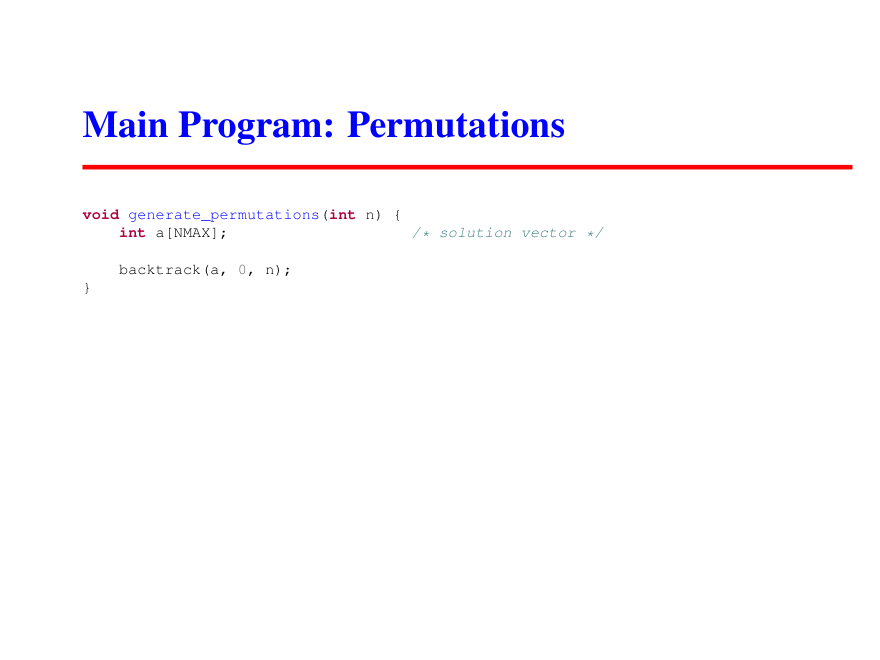 Main Program: Permutations
void generate_permutations(int n) {
    int a[NMAX];                    /* solution vector */
    backtrack(a, 0, n);
}